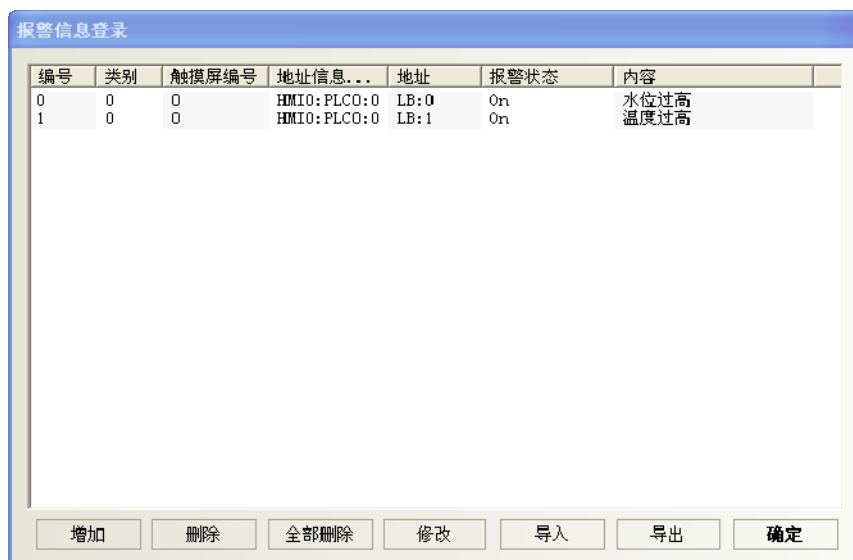 报警信息登录
编号 类别 触摸屏编号 地址信息... 地址 报警状态 内容
0 0 0 HMI0:PLC0:0 LB:0 On 水位过高
1 0 0 HMI0:PLC0:0 LB:1 On 温度过高
增加 删除 全部删除 修改 导入 导出 确定